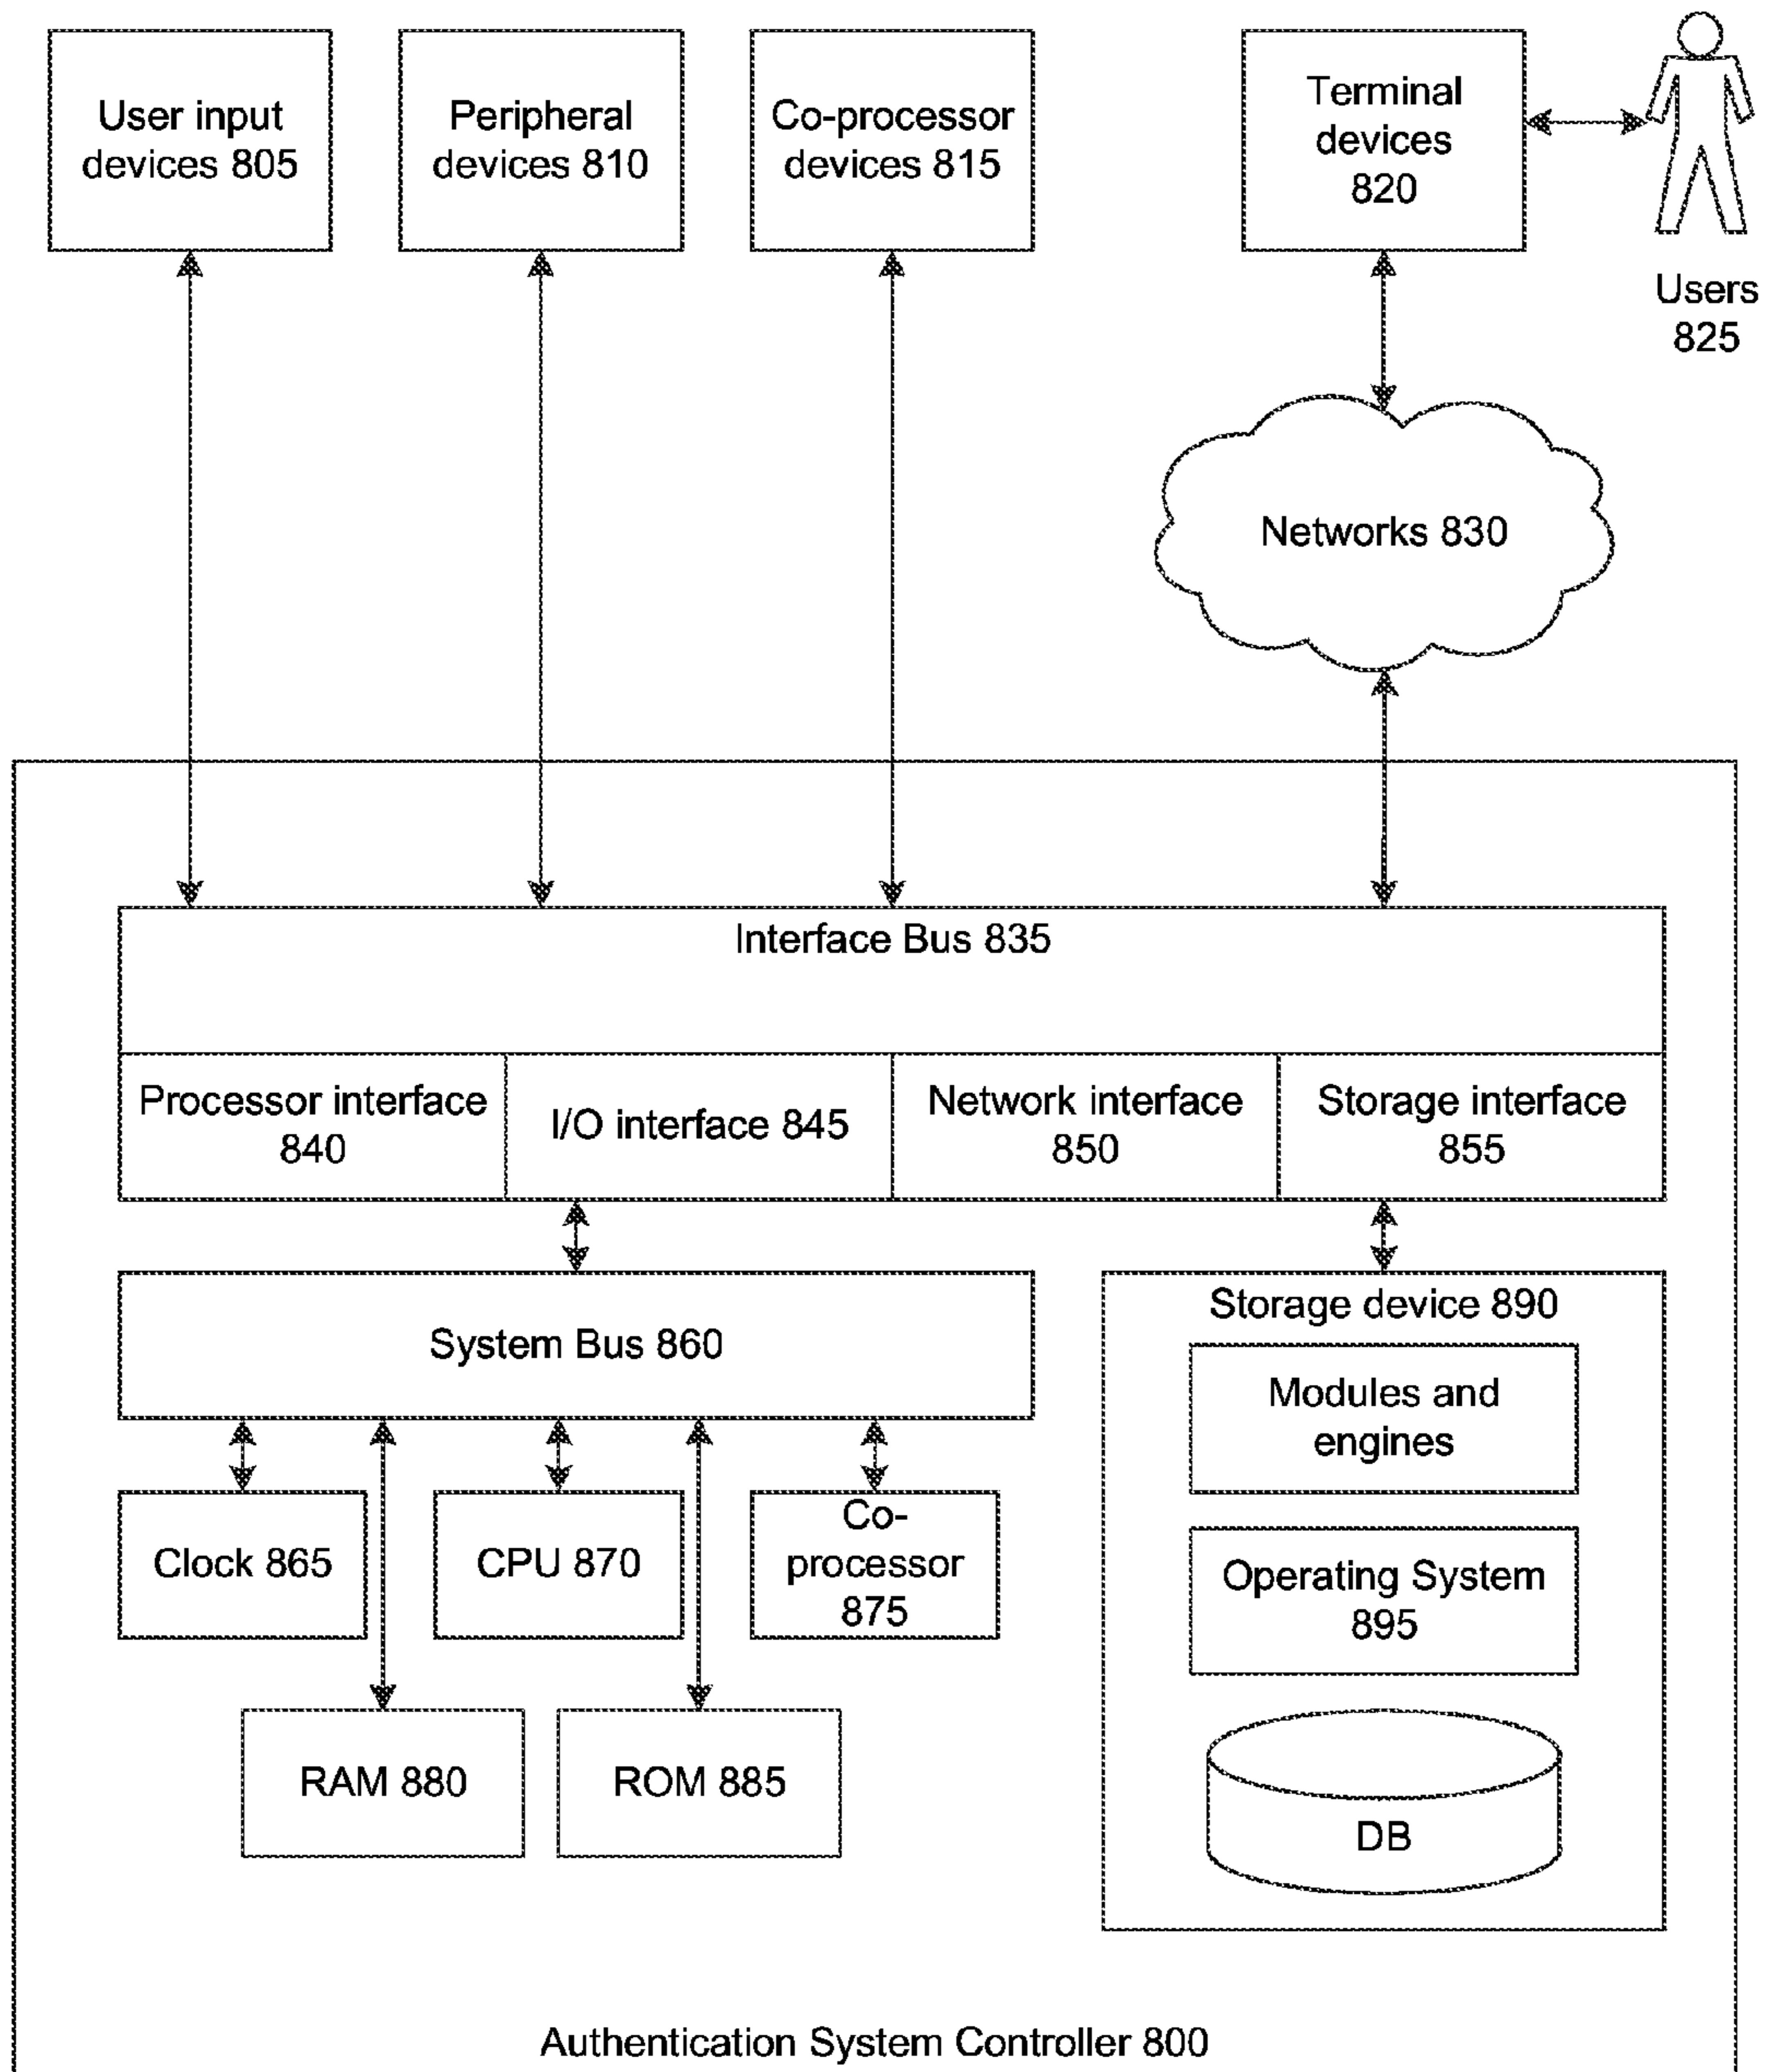 User input
devices 805
Peripheral
devices 810
Co-processor
devices 815
Terminal
devices
820
Users
825
Networks 830
Interface Bus 835
Processor interface
840
I/O interface 845
Network interface
850
Storage interface
855
System Bus 860
Storage device 890
Modules and
engines
Clock 865
CPU 870
Co-
processor
875
Operating System
895
RAM 880
ROM 885
DB
Authentication System Controller 800